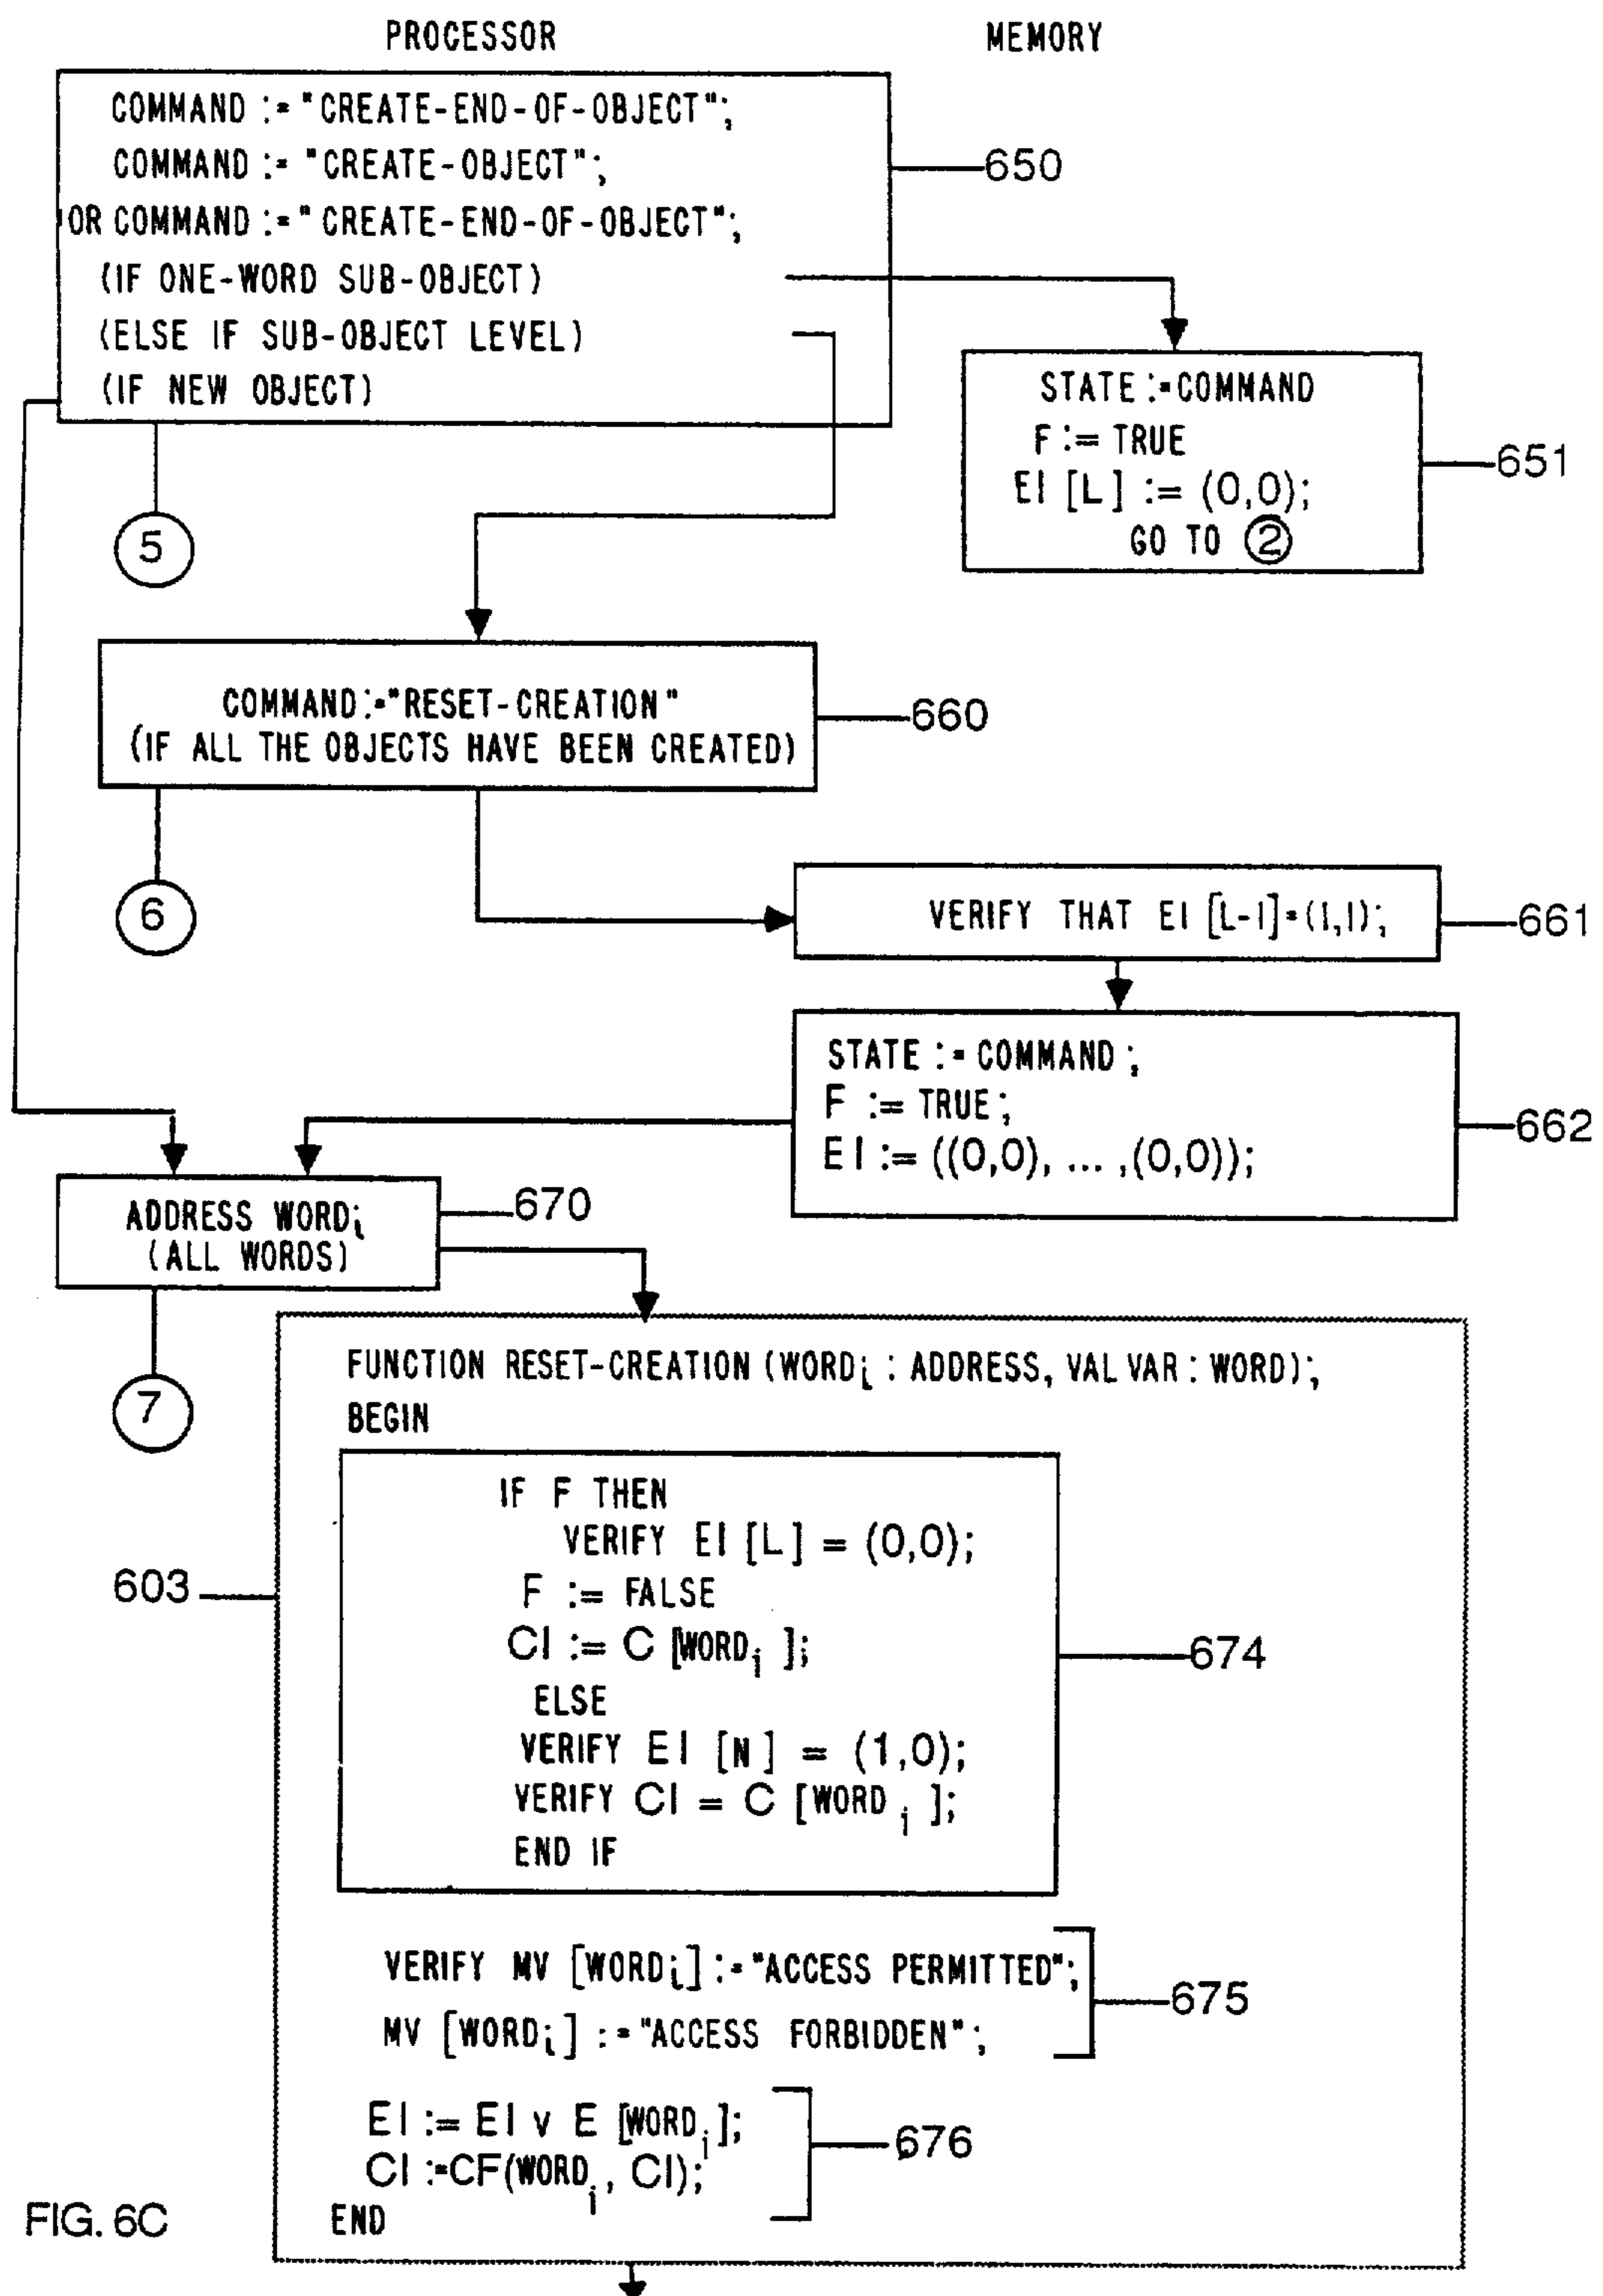 PROCESSOR
MEMORY
COMMAND := "CREATE-END-OF-OBJECT";
COMMAND := "CREATE-OBJECT";
OR COMMAND := "CREATE-END-OF-OBJECT";
(IF ONE-WORD SUB-OBJECT)
(ELSE IF SUB-OBJECT LEVEL)
(IF NEW OBJECT)
650
5
STATE := COMMAND
F := TRUE
EI [L] := (0,0);
GO TO 2
651
COMMAND := "RESET-CREATION"
(IF ALL THE OBJECTS HAVE BEEN CREATED)
660
6
VERIFY THAT EI [L-1]=(1,1);
661
STATE := COMMAND ;
F := TRUE ;
EI := ((0,0), ... ,(0,0));
662
ADDRESS WORDi
(ALL WORDS)
670
7
FUNCTION RESET-CREATION (WORDi : ADDRESS, VAL VAR : WORD);
BEGIN
IF F THEN
VERIFY EI [L] = (0,0);
F := FALSE
CI := C [WORDi ];
ELSE
VERIFY EI [N] = (1,0);
VERIFY CI = C [WORD i ];
END IF
603
674
VERIFY MV [WORDi] := "ACCESS PERMITTED";
MV [WORDi] := "ACCESS FORBIDDEN" ;
675
EI := EI v E [WORDi];
CI := CF(WORDi, CI);
676
END
FIG. 6C